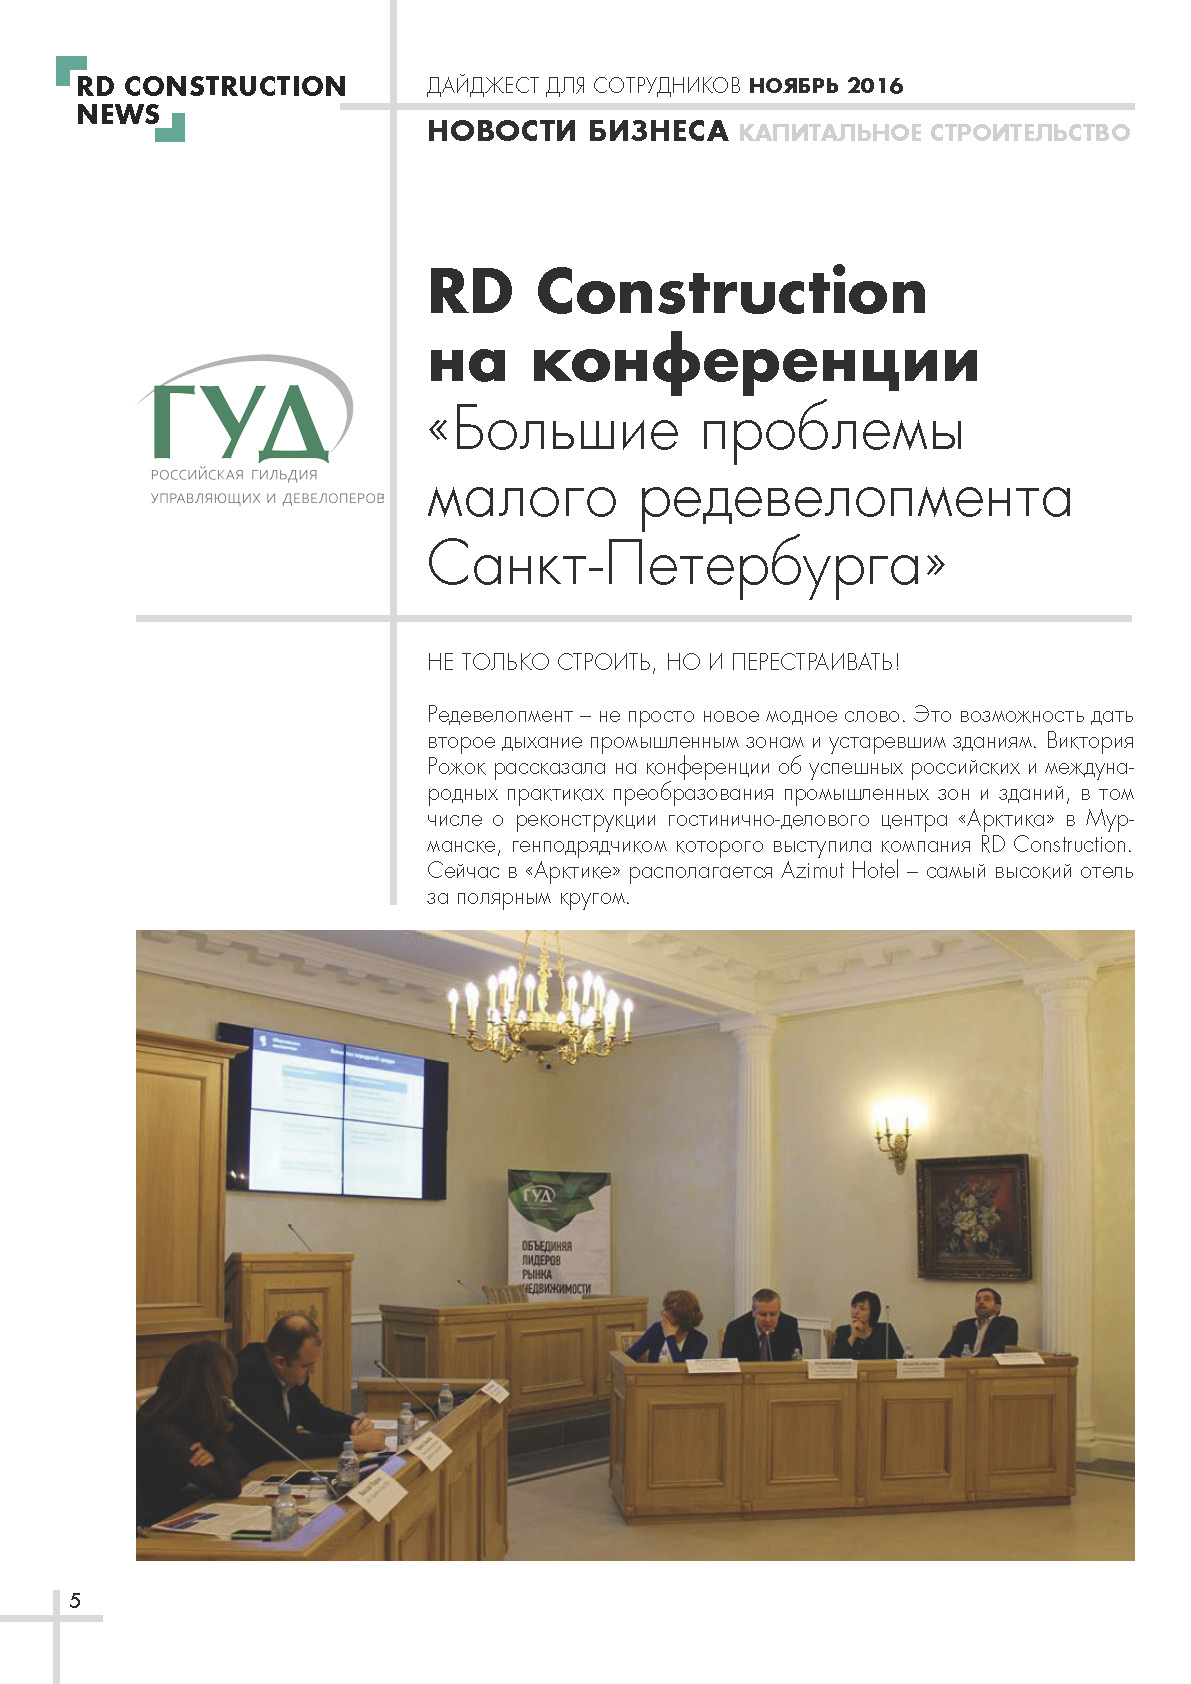 RD CONSTRUCTION
NEWS
ДАЙДЖЕСТ ДЛЯ СОТРУДНИКОВ НОЯБРЬ 2016
НОВОСТИ БИЗНЕСА КАПИТАЛЬНОЕ СТРОИТЕЛЬСТВО
ГУД
РОССИЙСКАЯ ГИЛЬДИЯ
УПРАВЛЯЮЩИХ И ДЕВЕЛОПЕРОВ
RD Construction
на конференции
«Большие проблемы
малого редевелопмента
Санкт-Петербурга»
НЕ ТОЛЬКО СТРОИТЬ, НО И ПЕРЕСТРАИВАТЬ!
Редевелопмент – не просто новое модное слово. Это возможность дать
второе дыхание промышленным зонам и устаревшим зданиям. Виктория
Рожок рассказала на конференции об успешных российских и междуна-
родных практиках преобразования промышленных зон и зданий, в том
числе о реконструкции гостинично-делового центра «Арктика» в Мур-
манске, генподрядчиком которого выступила компания RD Construction.
Сейчас в «Арктике» располагается Azimut Hotel – самый высокий отель
за полярным кругом.
ГУД
ОБЪЕДИНЯЯ
ЛИДЕРОВ
РЫНКА
НЕДВИЖИМОСТИ
5